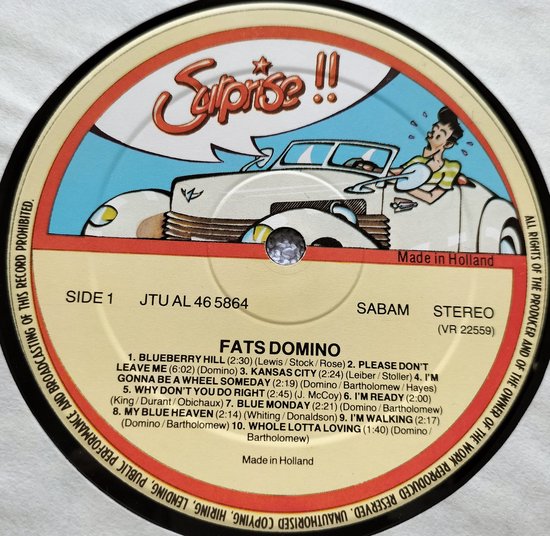 Surprise !!
Made in Holland
SIDE 1 JTU AL 46 5864 SABAM STEREO
(VR 22559)
FATS DOMINO
1. BLUEBERRY HILL (2:30) (Lewis/Stock/Rose) 2. PLEASE DON'T
LEAVE ME (6:02) (Domino) 3. KANSAS CITY (2:24) (Leiber/Stoller) 4. I'M
GONNA BE A WHEEL SOMEDAY (2:19) (Domino/Bartholomew/Hayes)
5. WHY DON'T YOU DO RIGHT (2:45) (J. McCoy) 6. I'M READY (2:00)
(King/Durant/Obichaux) 7. BLUE MONDAY (2:21) (Domino/Bartholomew)
8. MY BLUE HEAVEN (2:14) (Whiting/Donaldson) 9. I'M WALKING (2:17)
(Domino/Bartholomew) 10. WHOLE LOTTA LOVING (1:40) (Domino/
Bartholomew)
Made in Holland
ALL RIGHTS OF THE PRODUCER AND OF THE OWNER OF THE WORK REPRODUCED RESERVED. UNAUTHORISED COPYING, HIRING, LENDING, PUBLIC PERFORMANCE AND BROADCASTING OF THIS RECORD PROHIBITED.